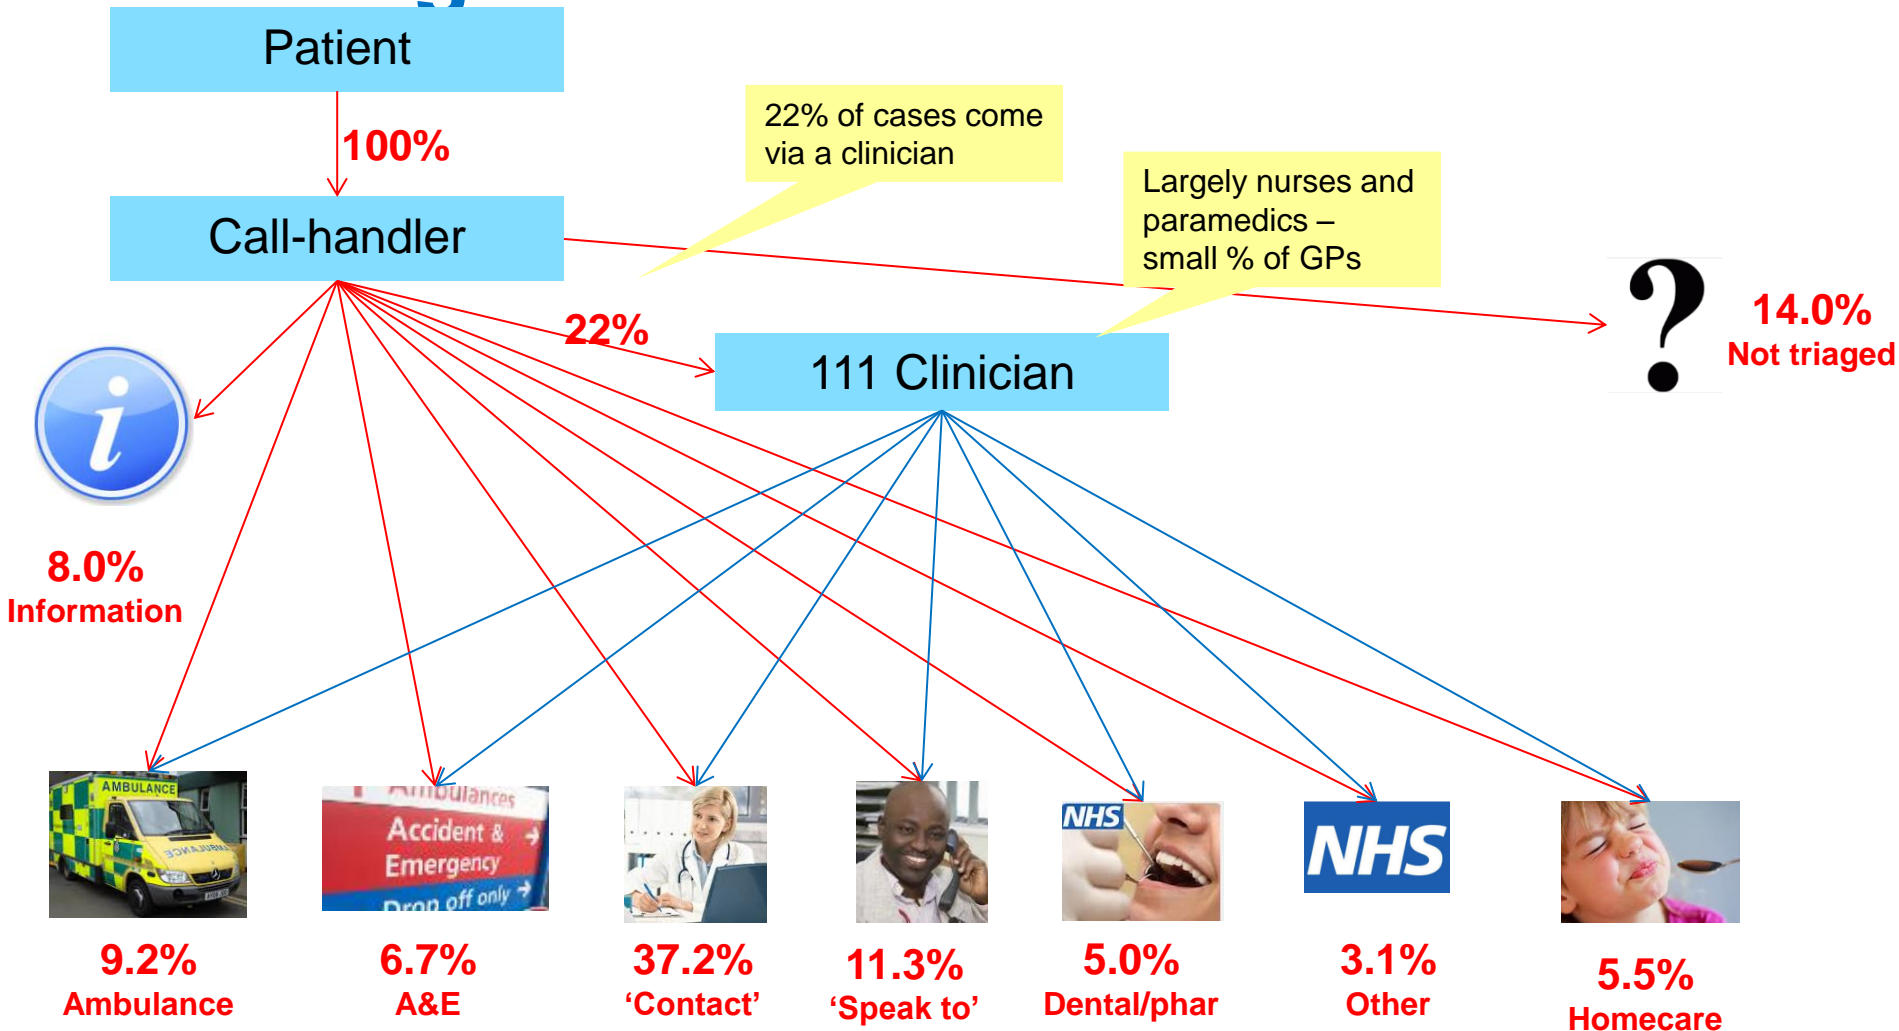 Patient
100%
22% of cases come
via a clinician
Largely nurses and
paramedics –
small % of GPs
Call-handler
22%
111 Clinician
?
14.0%
Not triaged
i
8.0%
Information
AMBULANCE
AMBULANCE
Ambulances
Accident &
Emergency
Drop off only
NHS
NHS
9.2%
Ambulance
6.7%
A&E
37.2%
‘Contact’
11.3%
‘Speak to’
5.0%
Dental/phar
3.1%
Other
5.5%
Homecare